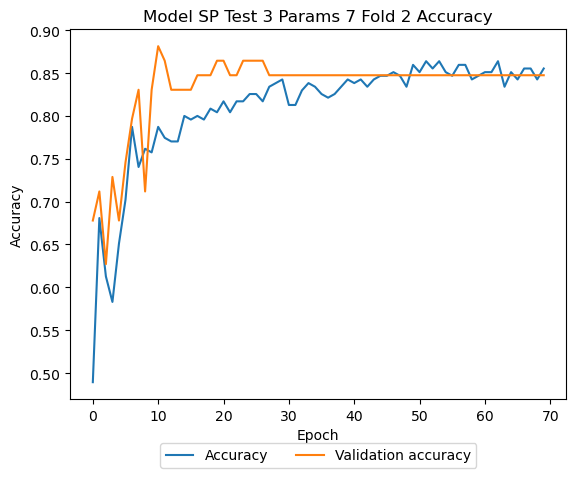 Model SP Test 3 Params 7 Fold 2 Accuracy
0.90
0.85
0.80
0.75
0.70
0.65
0.60
0.55
0.50
Accuracy
0 10 20 30 40 50 60 70
Epoch
Accuracy Validation accuracy